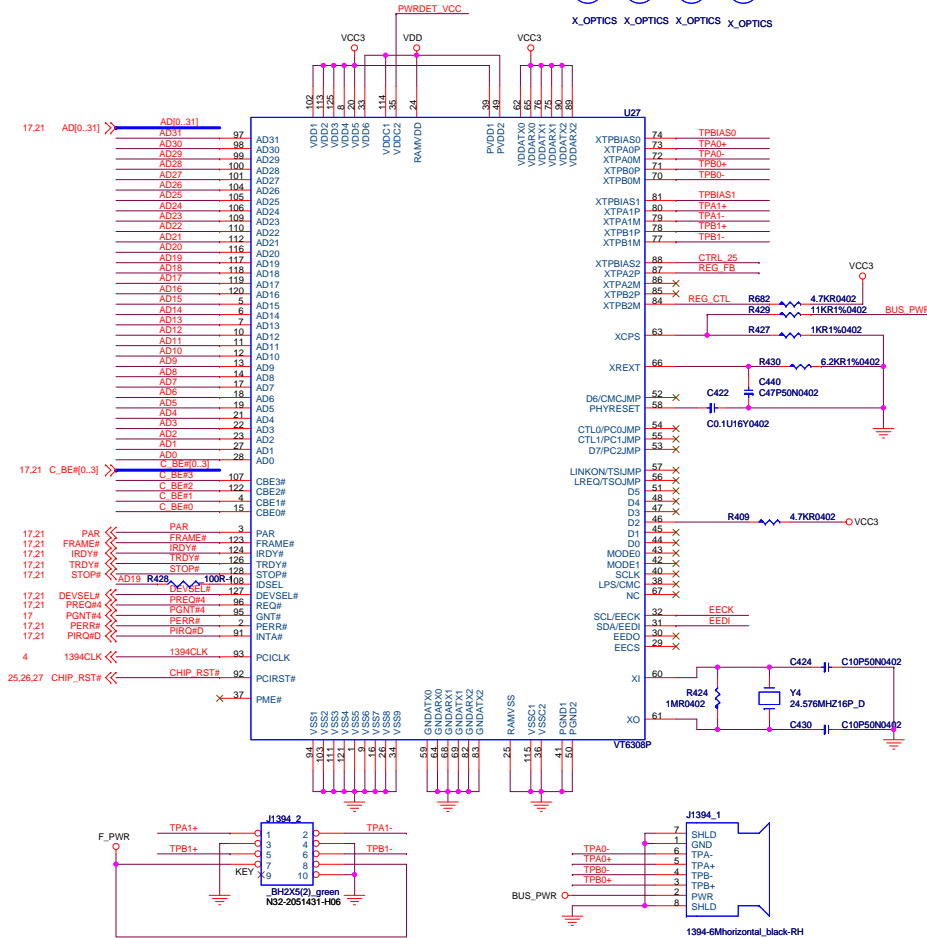 PWRDET_VCC
X_OPTICS X_OPTICS X_OPTICS X_OPTICS
VCC3 VDD VCC3
102 113 125 8 20 33 114 35 24 39 49 62 65 76 75 90 89
VDD1 VDD2 VDD3 VDD4 VDD5 VDD6 VDDC1 VDDC2 RAMVDD PVDD1 PVDD2 VDDATX0 VDDARX0 VDDATX1 VDDARX1 VDDATX2 VDDARX2
U27
17,21 AD[0..31] AD[0..31]
AD31 97 AD31
AD30 98 AD30
AD29 99 AD29
AD28 100 AD28
AD27 101 AD27
AD26 104 AD26
AD25 105 AD25
AD24 106 AD24
AD23 109 AD23
AD22 110 AD22
AD21 112 AD21
AD20 116 AD20
AD19 117 AD19
AD18 118 AD18
AD17 119 AD17
AD16 120 AD16
AD15 5 AD15
AD14 6 AD14
AD13 7 AD13
AD12 10 AD12
AD11 11 AD11
AD10 12 AD10
AD9 13 AD9
AD8 14 AD8
AD7 17 AD7
AD6 18 AD6
AD5 19 AD5
AD4 21 AD4
AD3 22 AD3
AD2 23 AD2
AD1 27 AD1
AD0 28 AD0
17,21 C_BE#[0..3] C_BE#[0..3]
C_BE#3 107 CBE3#
C_BE#2 122 CBE2#
C_BE#1 4 CBE1#
C_BE#0 15 CBE0#
17,21 PAR PAR 3 PAR
17,21 FRAME# FRAME# 123 FRAME#
17,21 IRDY# IRDY# 124 IRDY#
17,21 TRDY# TRDY# 126 TRDY#
17,21 STOP# STOP# 128 STOP#
AD19 R428 100R-1 108 IDSEL
17,21 DEVSEL# DEVSEL# 127 DEVSEL#
17,21 PREQ#4 PREQ#4 96 REQ#
17 PGNT#4 PGNT#4 95 GNT#
17,21 PERR# PERR# 2 PERR#
17,21 PIRQ#D PIRQ#D 91 INTA#
4 1394CLK 1394CLK 93 PCICLK
25,26,27 CHIP_RST# CHIP_RST# 92 PCIRST#
37 PME#
XTPBIAS0 74 TPBIAS0
XTPA0P 73 TPA0+
XTPA0M 72 TPA0-
XTPB0P 71 TPB0+
XTPB0M 70 TPB0-
XTPBIAS1 81 TPBIAS1
XTPA1P 80 TPA1+
XTPA1M 79 TPA1-
XTPB1P 78 TPB1+
XTPB1M 77 TPB1-
XTPBIAS2 88 CTRL_25
XTPA2P 87 REG_FB
XTPA2M 86
XTPB2P 85
XTPB2M 84 REG_CTL R682 4.7KR0402 VCC3
R429 11KR1%0402 BUS_PWR
XCPS 63 R427 1KR1%0402
XREXT 66 R430 6.2KR1%0402
C440
C47P50N0402
D6/CMCJMP 52
PHYRESET 58 C422
C0.1U16Y0402
CTL0/PC0JMP 54
CTL1/PC1JMP 55
D7/PC2JMP 53
LINKON/TSIJMP 57
LREQ/TSOJMP 56
D5 51
D4 48
D3 47
D2 46 R409 4.7KR0402 VCC3
D1 45
D0 44
MODE0 43
MODE1 42
SCLK 40
LPS/CMC 38
NC 67
SCL/EECK 32 EECK
SDA/EEDI 31 EEDI
EEDO 30
EECS 29
XI 60 C424 C10P50N0402
R424
1MR0402
Y4
24.576MHZ16P_D
XO 61 C430 C10P50N0402
VT6308P
VSS1 VSS2 VSS3 VSS4 VSS5 VSS6 VSS7 VSS8 VSS9 GNDATX0 GNDARX0 GNDATX1 GNDARX1 GNDARX2 GNDATX2 RAMVSS VSSC1 VSSC2 PGND1 PGND2
94 103 111 121 1 9 16 26 34 59 64 68 69 82 83 25 115 36 41 50
J1394_2
F_PWR
TPA1+ 1 2 TPA1-
3 4
TPB1+ 5 6 TPB1-
7 8
KEY 9 10
_BH2X5(2)_green
N32-2051431-H06
J1394_1
7 SHLD
1 GND
TPA0- 6 TPA-
TPA0+ 5 TPA+
TPB0- 4 TPB-
TPB0+ 3 TPB+
BUS_PWR 2 PWR
8 SHLD
1394-6Mhorizontal_black-RH